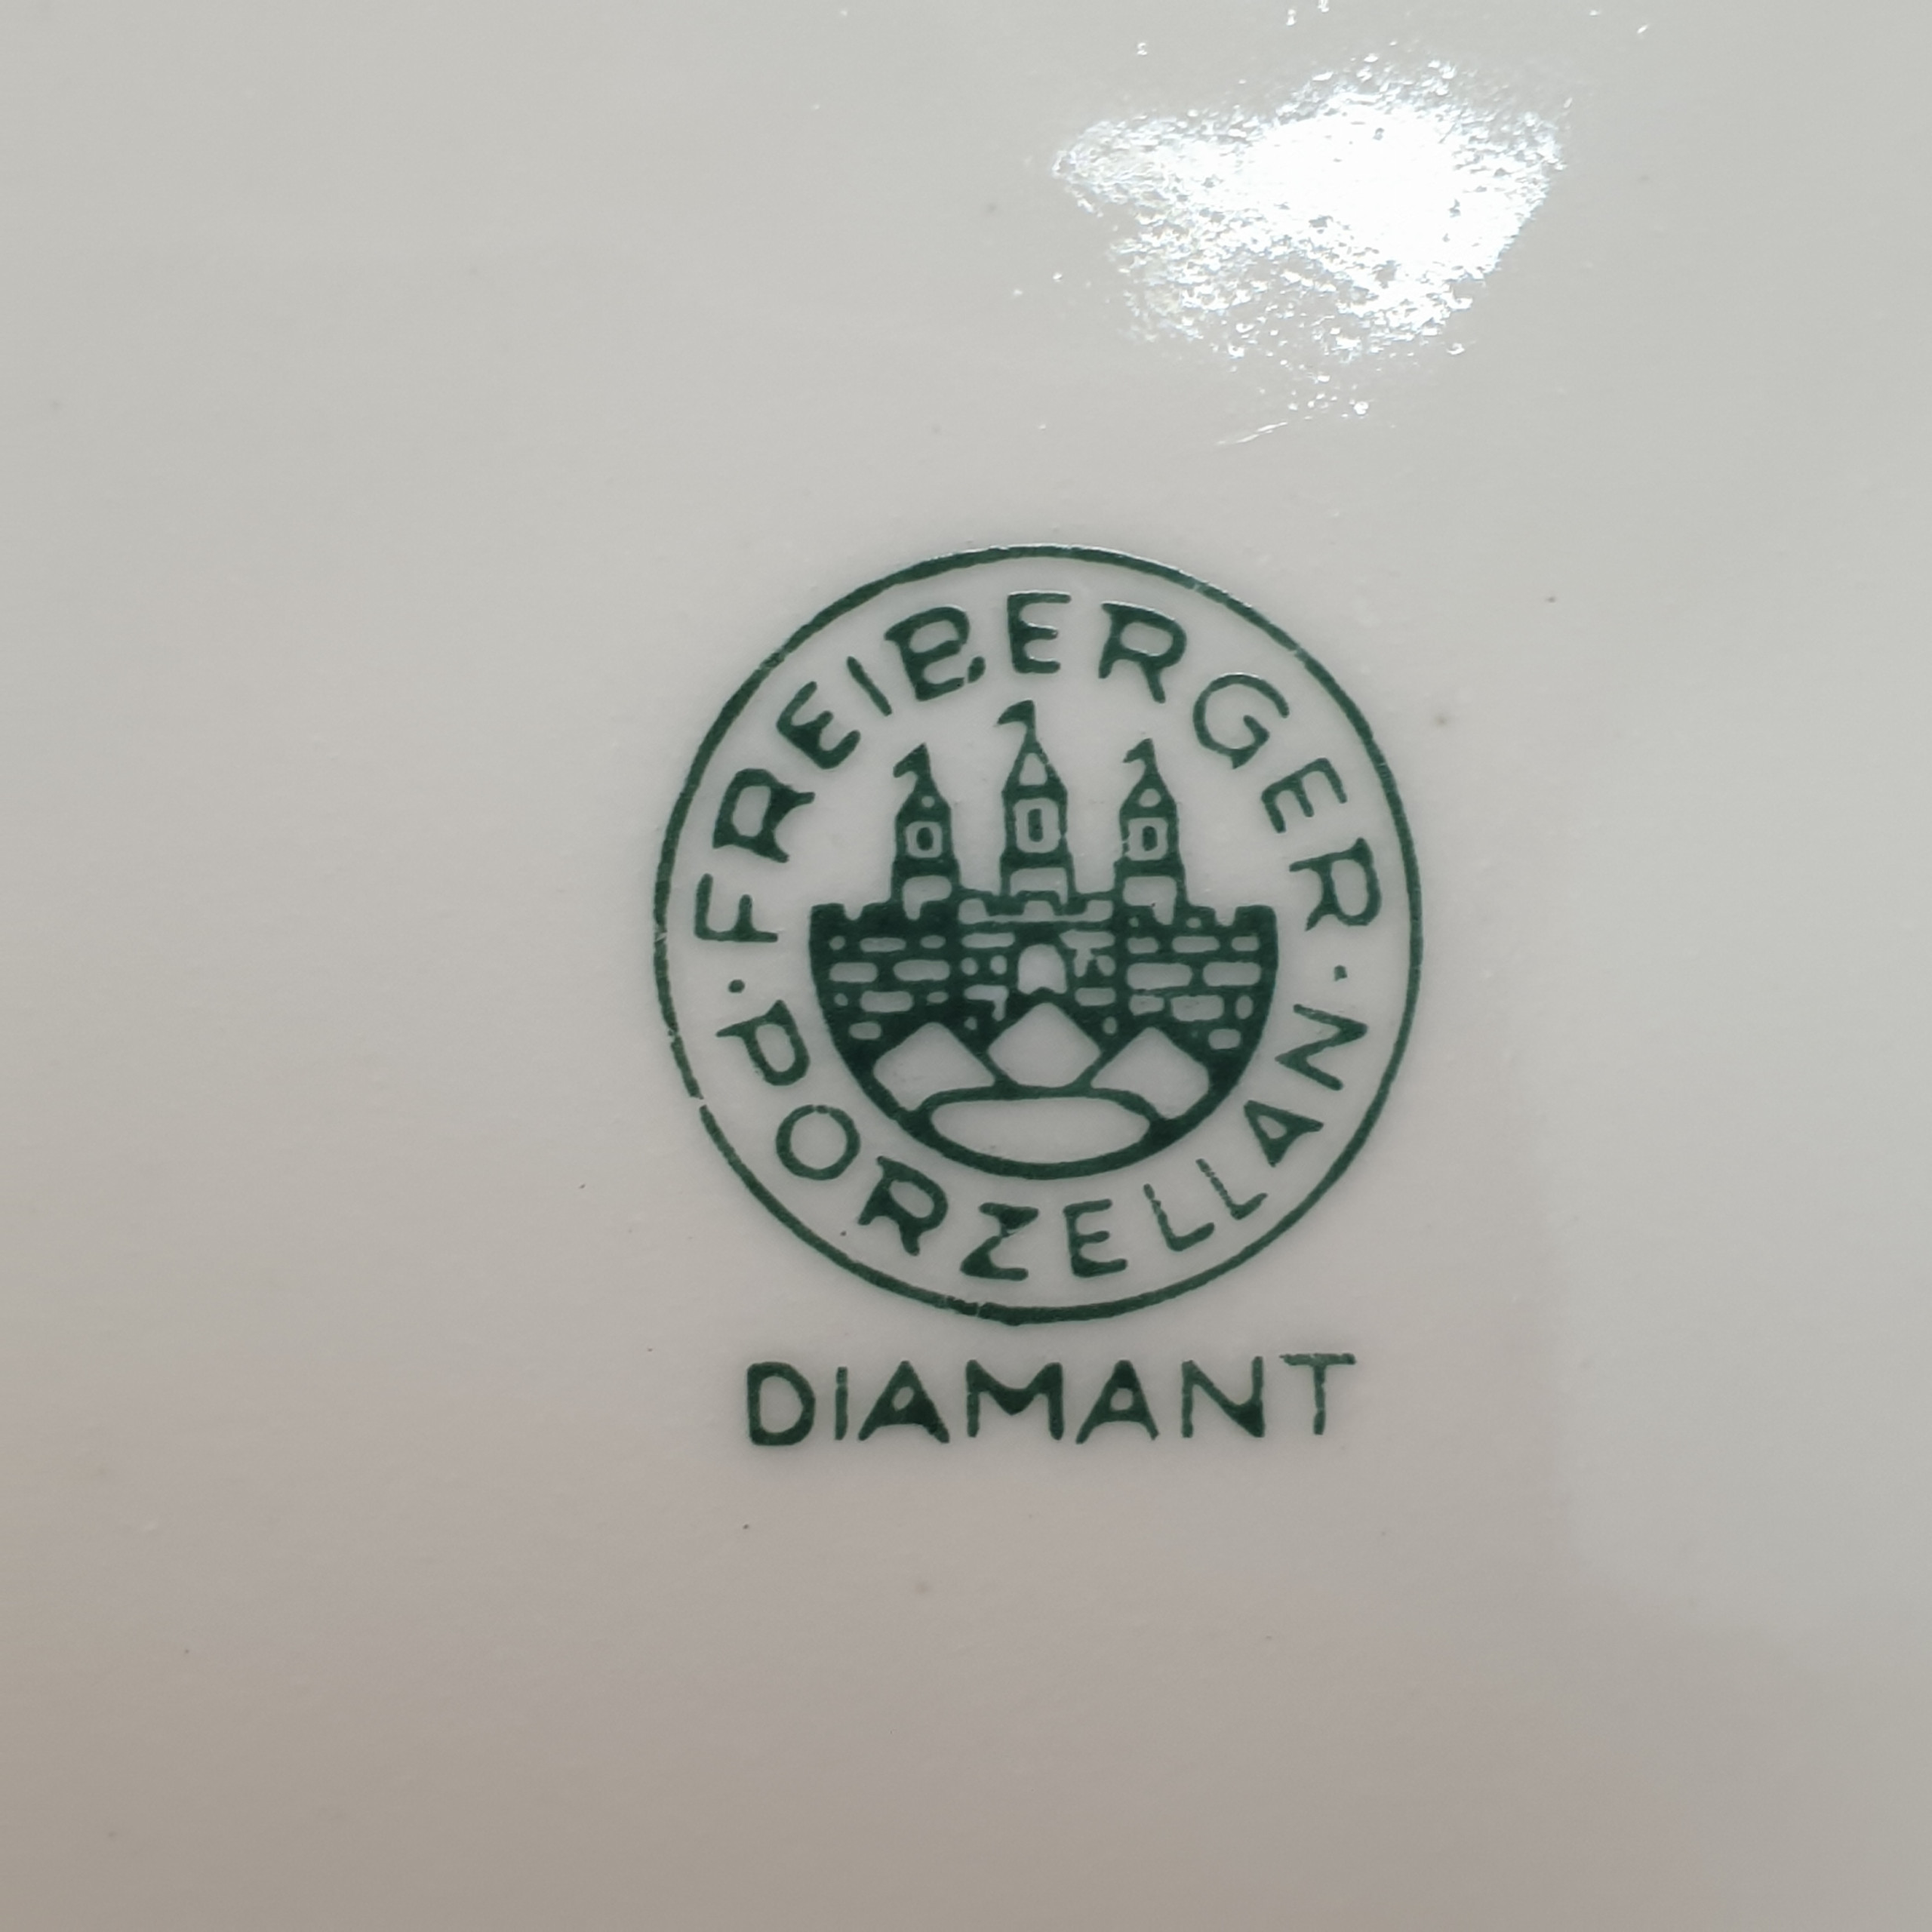 · FREIBERGER ·
PORZELLAN
DIAMANT